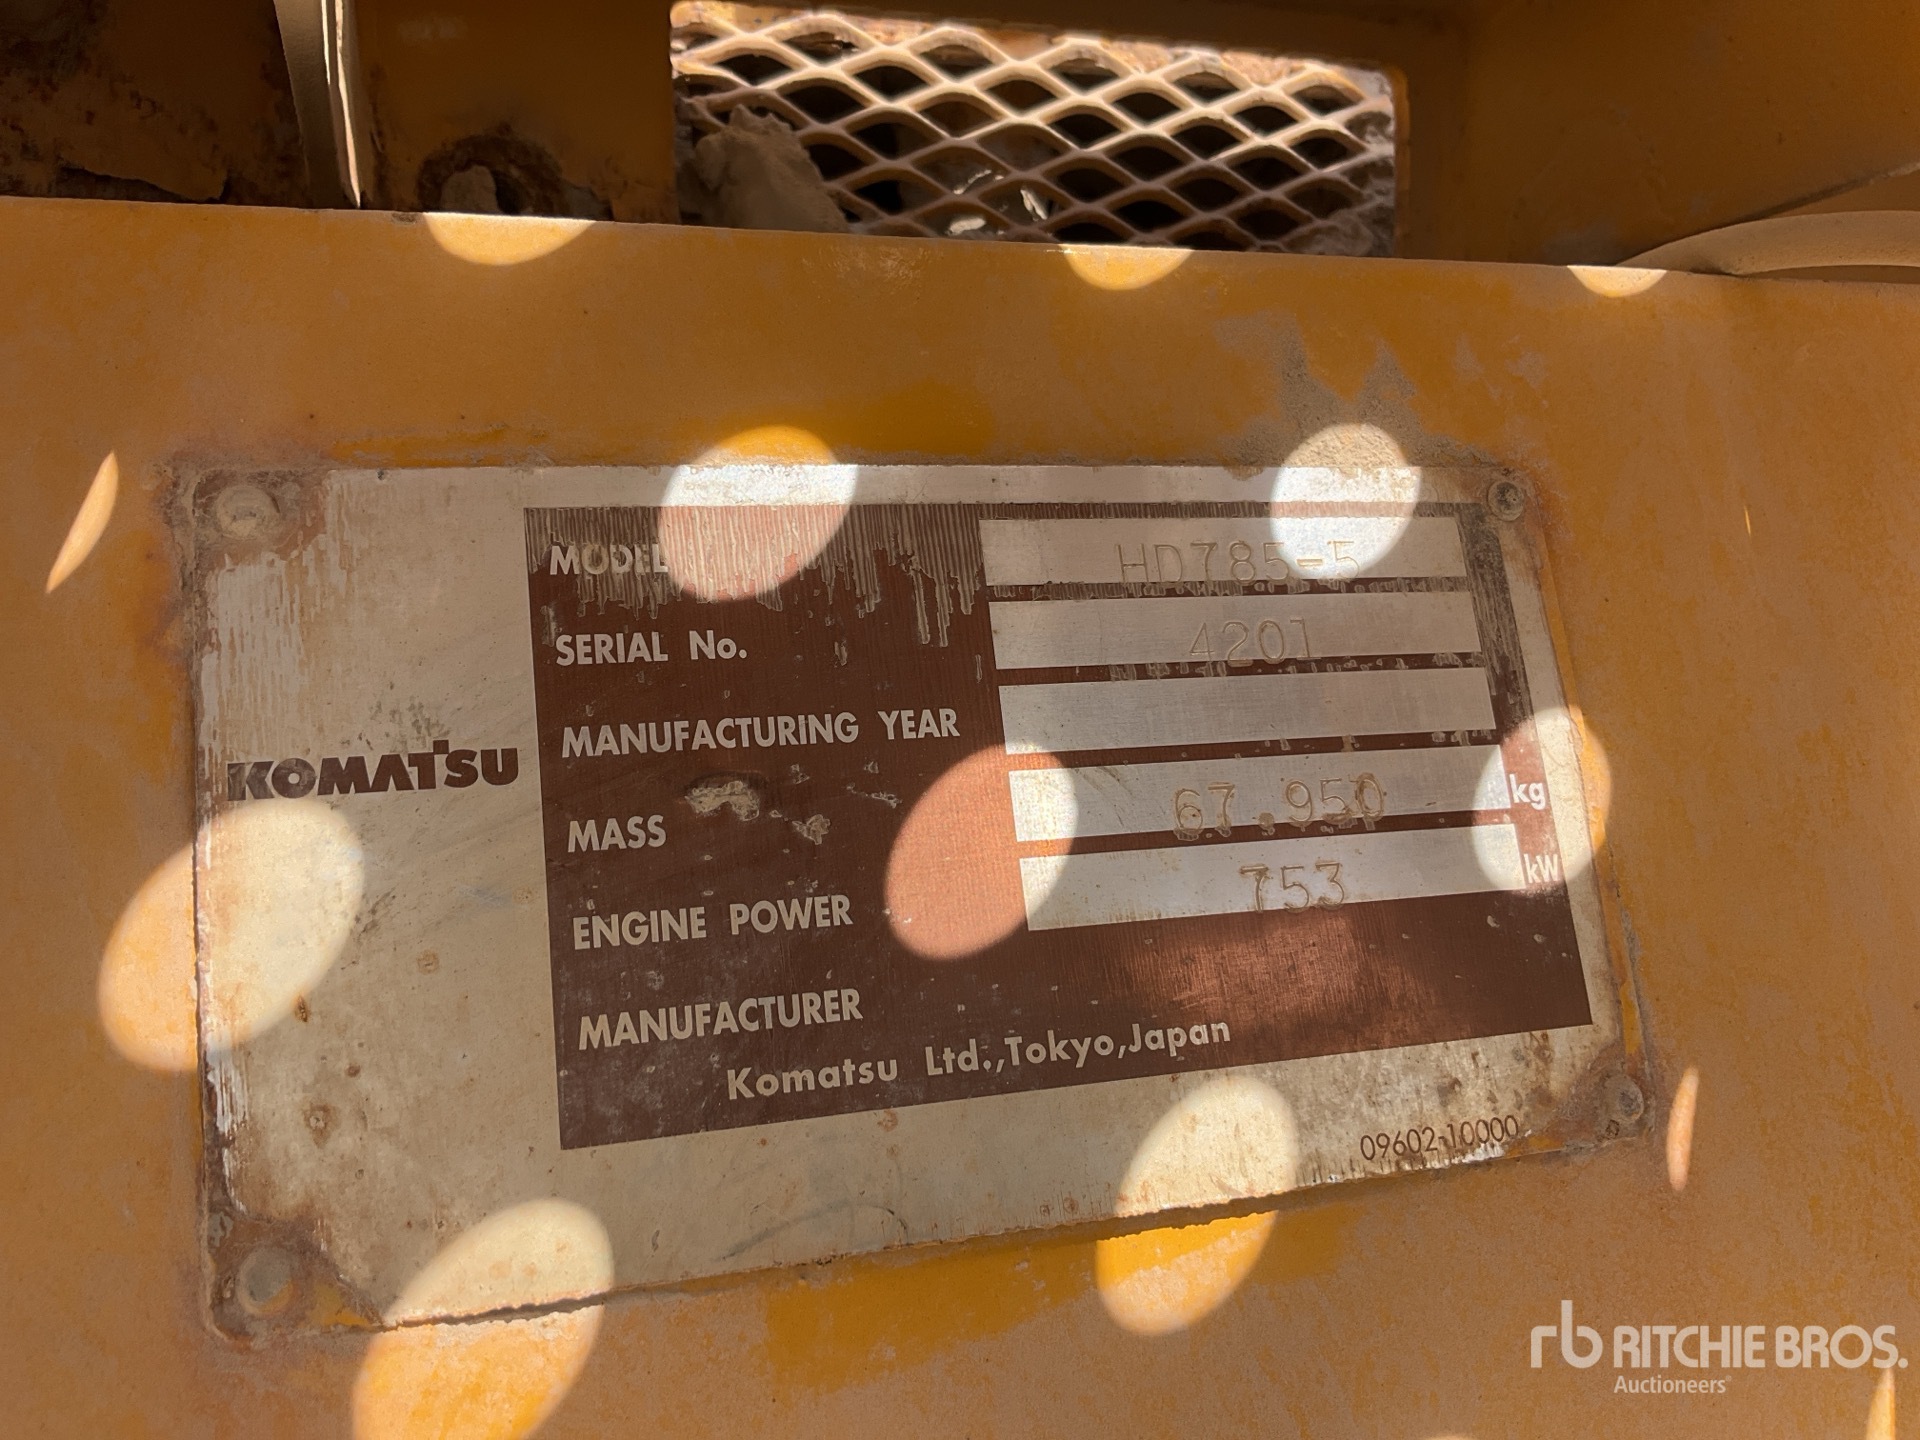 KOMATSU
MODEL HD785-5
SERIAL No. 4201
MANUFACTURING YEAR
MASS 67.950 kg
ENGINE POWER 753 kW
MANUFACTURER
Komatsu Ltd.,Tokyo,Japan
09602-10000
rb RITCHIE BROS.
Auctioneers